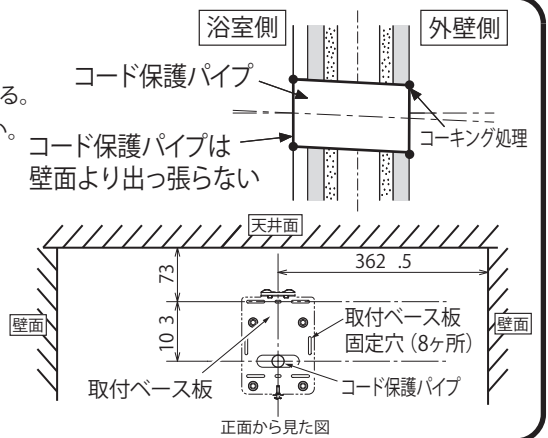 浴室側
外壁側
コード保護パイプ
る。
い。
コード保護パイプは
壁面より出っ張らない
コーキング処理
天井面
73
362 .5
10 3
壁面
壁面
取付ベース板
固定穴（8ヶ所）
取付ベース板
コード保護パイプ
正面から見た図